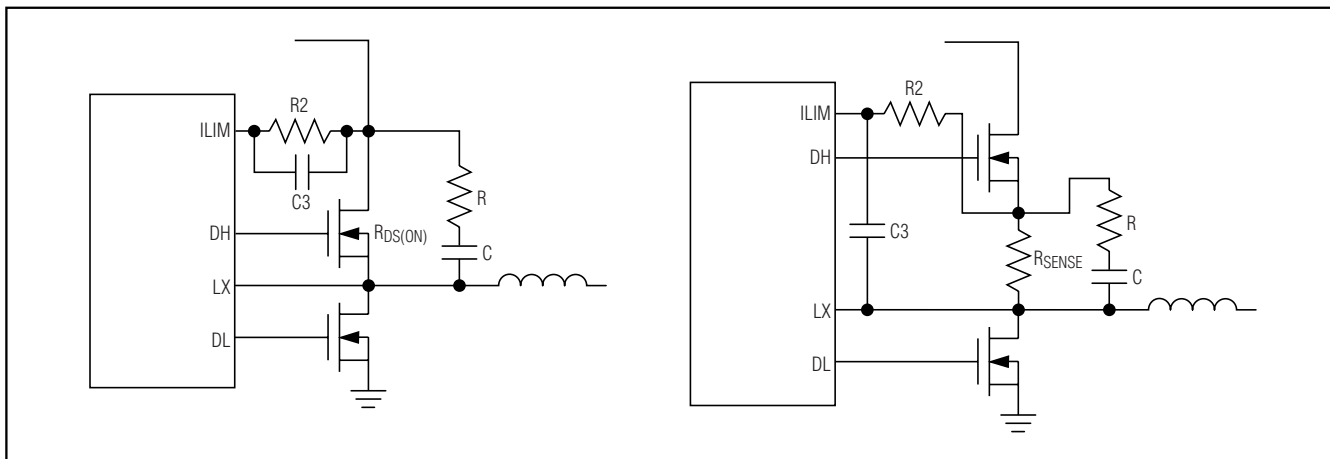 ILIM
R2
C3
R
DH
RDS(ON)
C
LX
DL
ILIM
R2
DH
C3
R
RSENSE
C
LX
DL